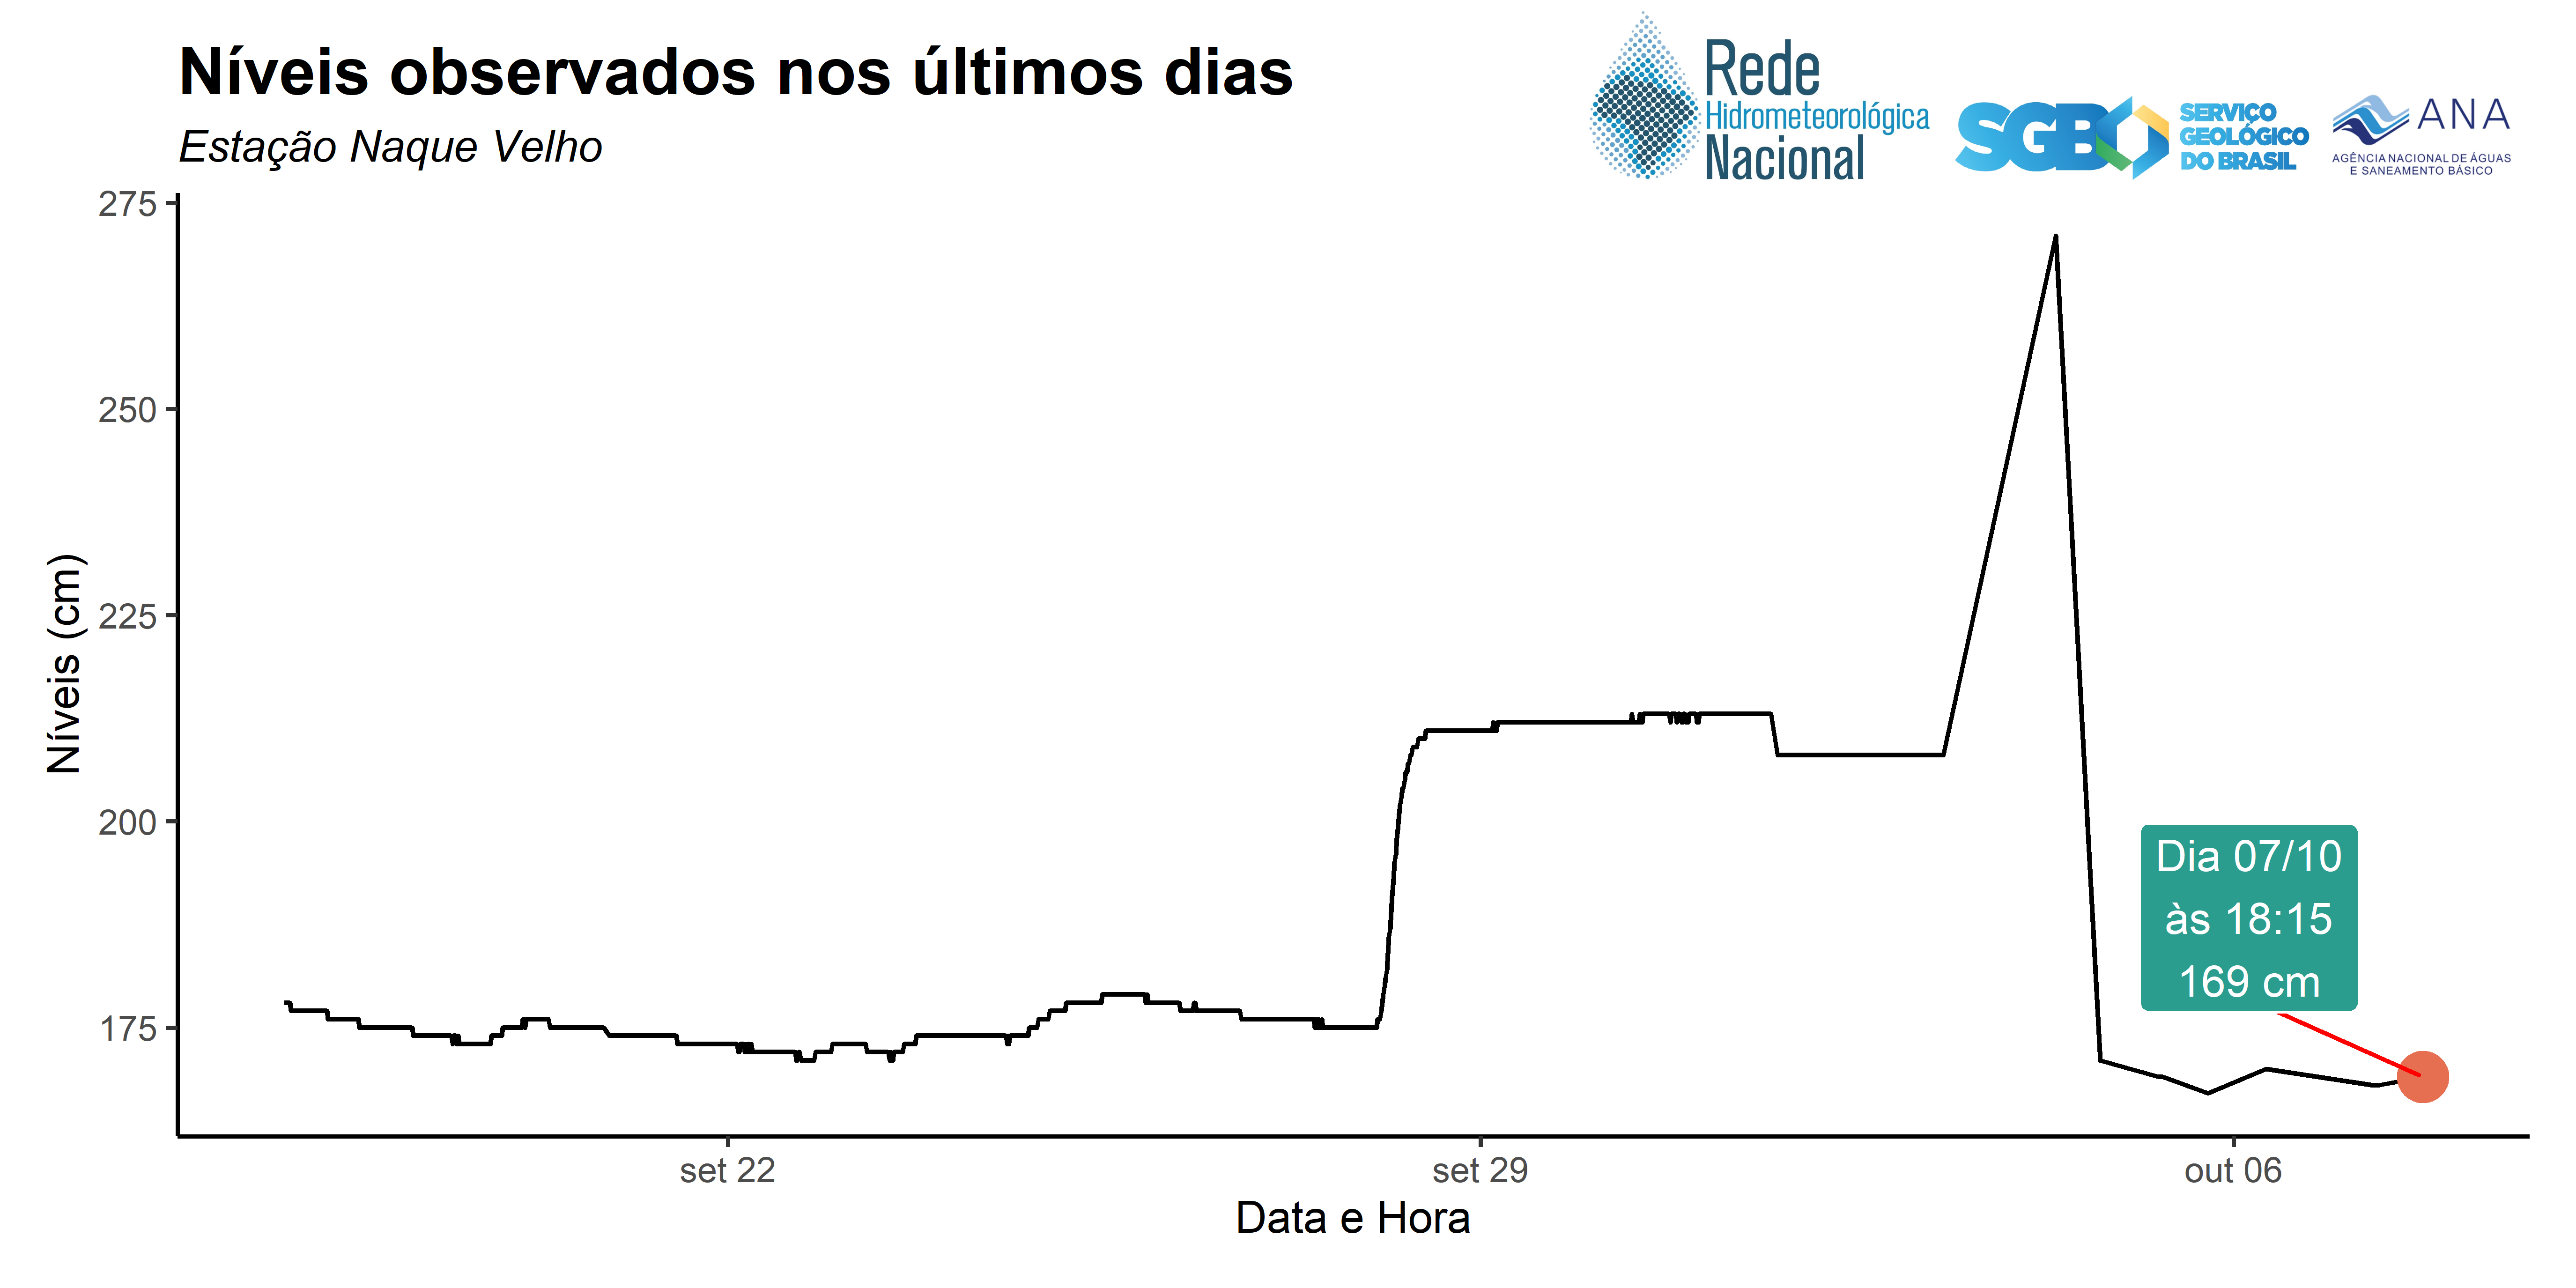 Níveis observados nos últimos dias
Estação Naque Velho
Rede
Hidrometeorológica
Nacional
SGB
SERVIÇO
GEOLÓGICO
DO BRASIL
ANA
AGÊNCIA NACIONAL DE ÁGUAS
E SANEAMENTO BÁSICO
Níveis (cm)
275
250
225
200
175
Dia 07/10
às 18:15
169 cm
set 22
set 29
out 06
Data e Hora